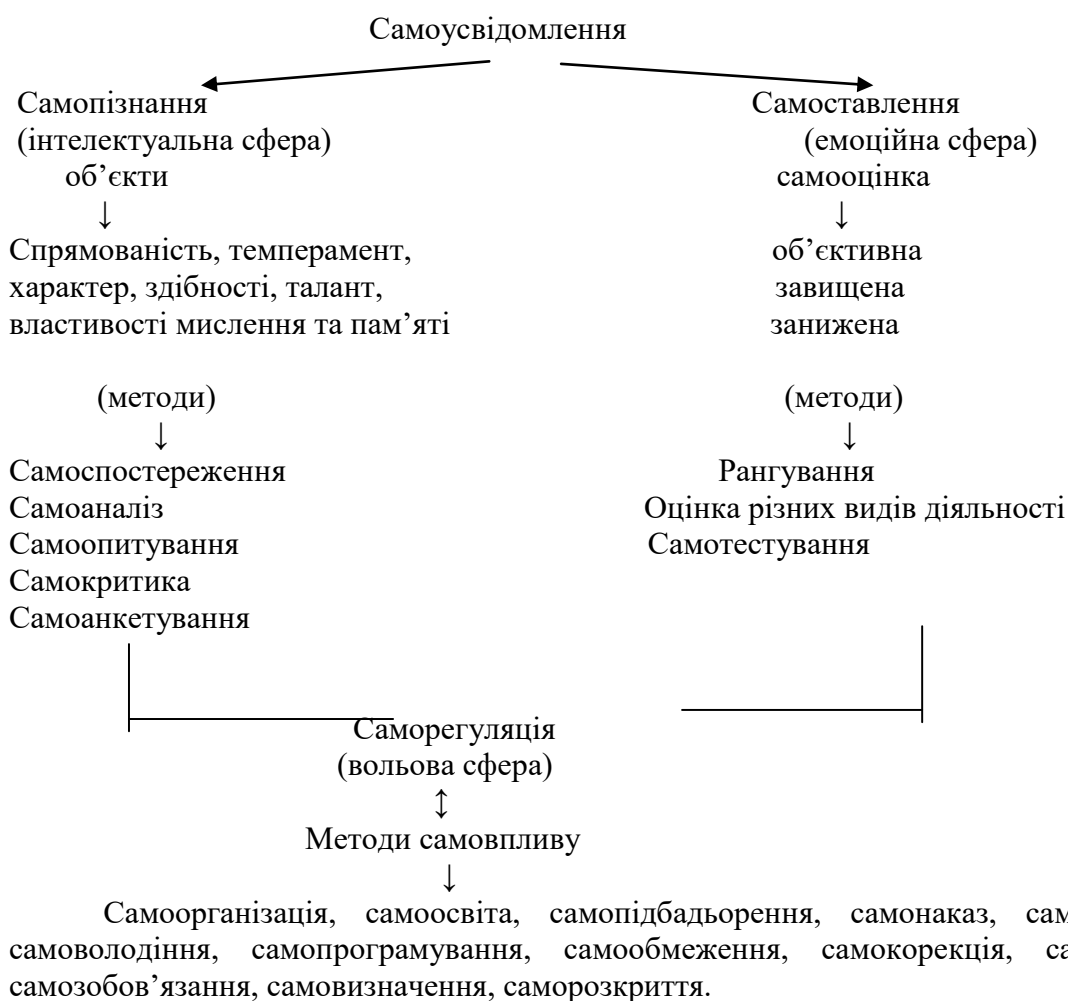 Самоусвідомлення
Самопізнання Самоставлення
(інтелектуальна сфера) (емоційна сфера)
об’єкти самооцінка
↓ ↓
Спрямованість, темперамент, об’єктивна
характер, здібності, талант, завищена
властивості мислення та пам’яті занижена
(методи) (методи)
↓ ↓
Самоспостереження Рангування
Самоаналіз Оцінка різних видів діяльності
Самоопитування Самотестування
Самокритика
Самоанкетування
Саморегуляція
(вольова сфера)
↕
Методи самовпливу
↓
Самоорганізація, самоосвіта, самопідбадьорення, самонаказ,
самоволодіння, самопрограмування, самообмеження, самокорекція,
самозобов’язання, самовизначення, саморозкриття.